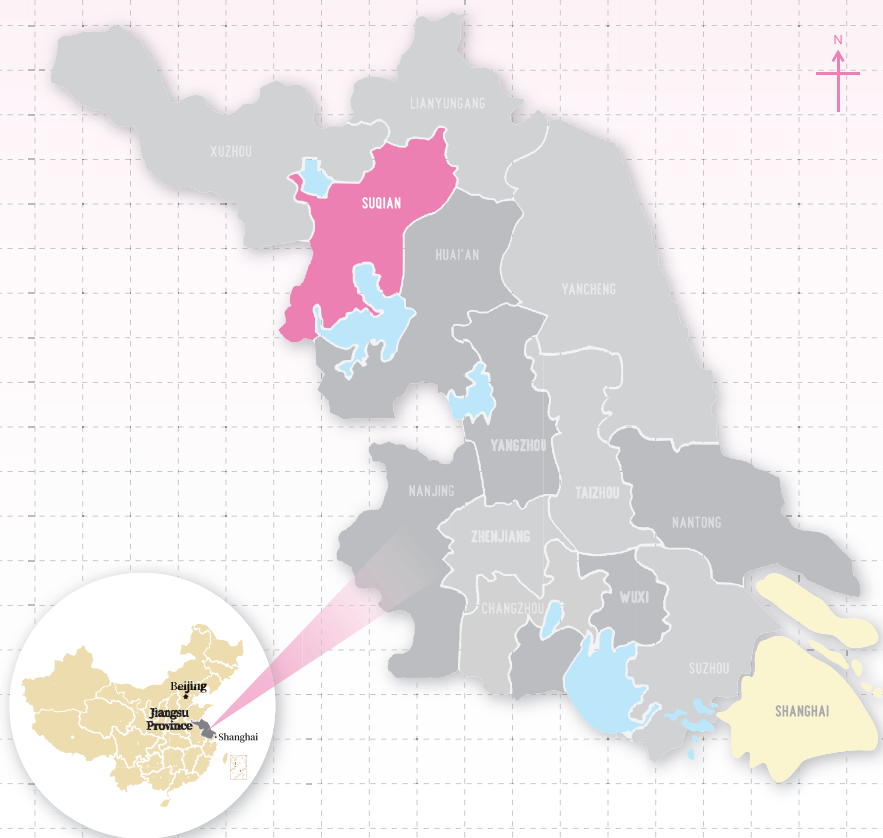 N
LIANYUNGANG
XUZHOU
SUQIAN
HUAI'AN
YANCHENG
YANGZHOU
NANJING
TAIZHOU
NANTONG
ZHENJIANG
WUXI
CHANGZHOU
SUZHOU
SHANGHAI
Beijing
Jiangsu
Province
Shanghai